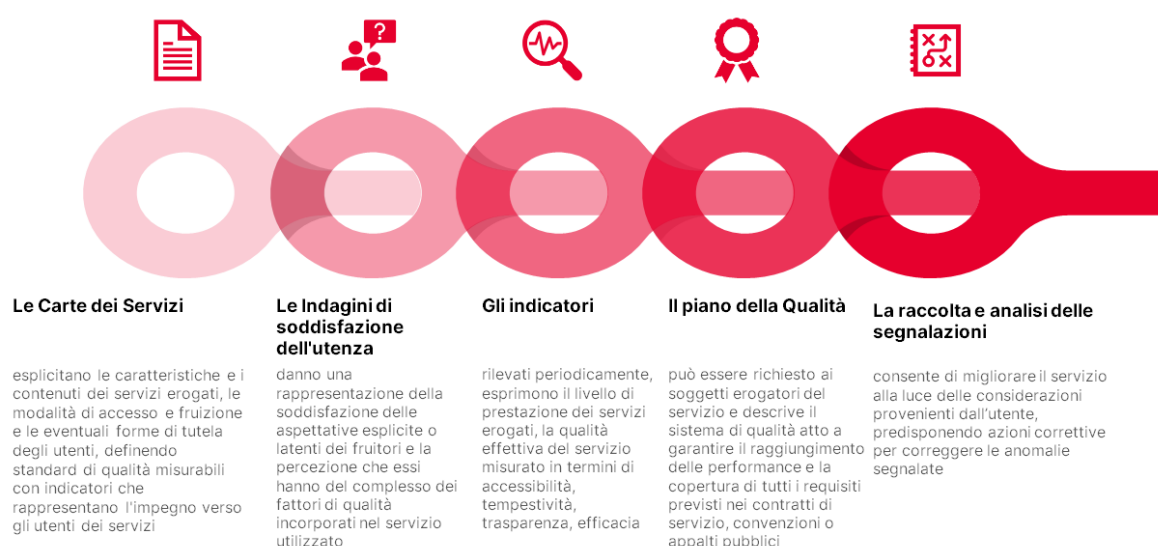 ?
Le Carte dei Servizi
esplicitano le caratteristiche e i
contenuti dei servizi erogati, le
modalità di accesso e fruizione
e le eventuali forme di tutela
degli utenti, definendo
standard di qualità misurabili
con indicatori che
rappresentano l'impegno verso
gli utenti dei servizi
Le Indagini di
soddisfazione
dell'utenza
danno una
rappresentazione della
soddisfazione delle
aspettative esplicite o
latenti dei fruitori e la
percezione che essi
hanno del complesso dei
fattori di qualità
incorporati nel servizio
utilizzato
Gli indicatori
rilevati periodicamente,
esprimono il livello di
prestazione dei servizi
erogati, la qualità
effettiva del servizio
misurato in termini di
accessibilità,
tempestività,
trasparenza, efficacia
Il piano della Qualità
può essere richiesto ai
soggetti erogatori del
servizio e descrive il
sistema di qualità atto a
garantire il raggiungimento
delle performance e la
copertura di tutti i requisiti
previsti nei contratti di
servizio, convenzioni o
appalti pubblici
La raccolta e analisi delle
segnalazioni
consente di migliorare il servizio
alla luce delle considerazioni
provenienti dall'utente,
predisponendo azioni correttive
per correggere le anomalie
segnalate